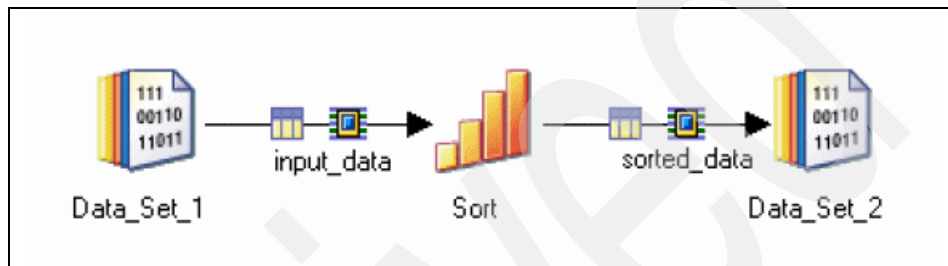 111
00110
11011
input_data
sorted_data
111
00110
11011
Data_Set_1
Sort
Data_Set_2